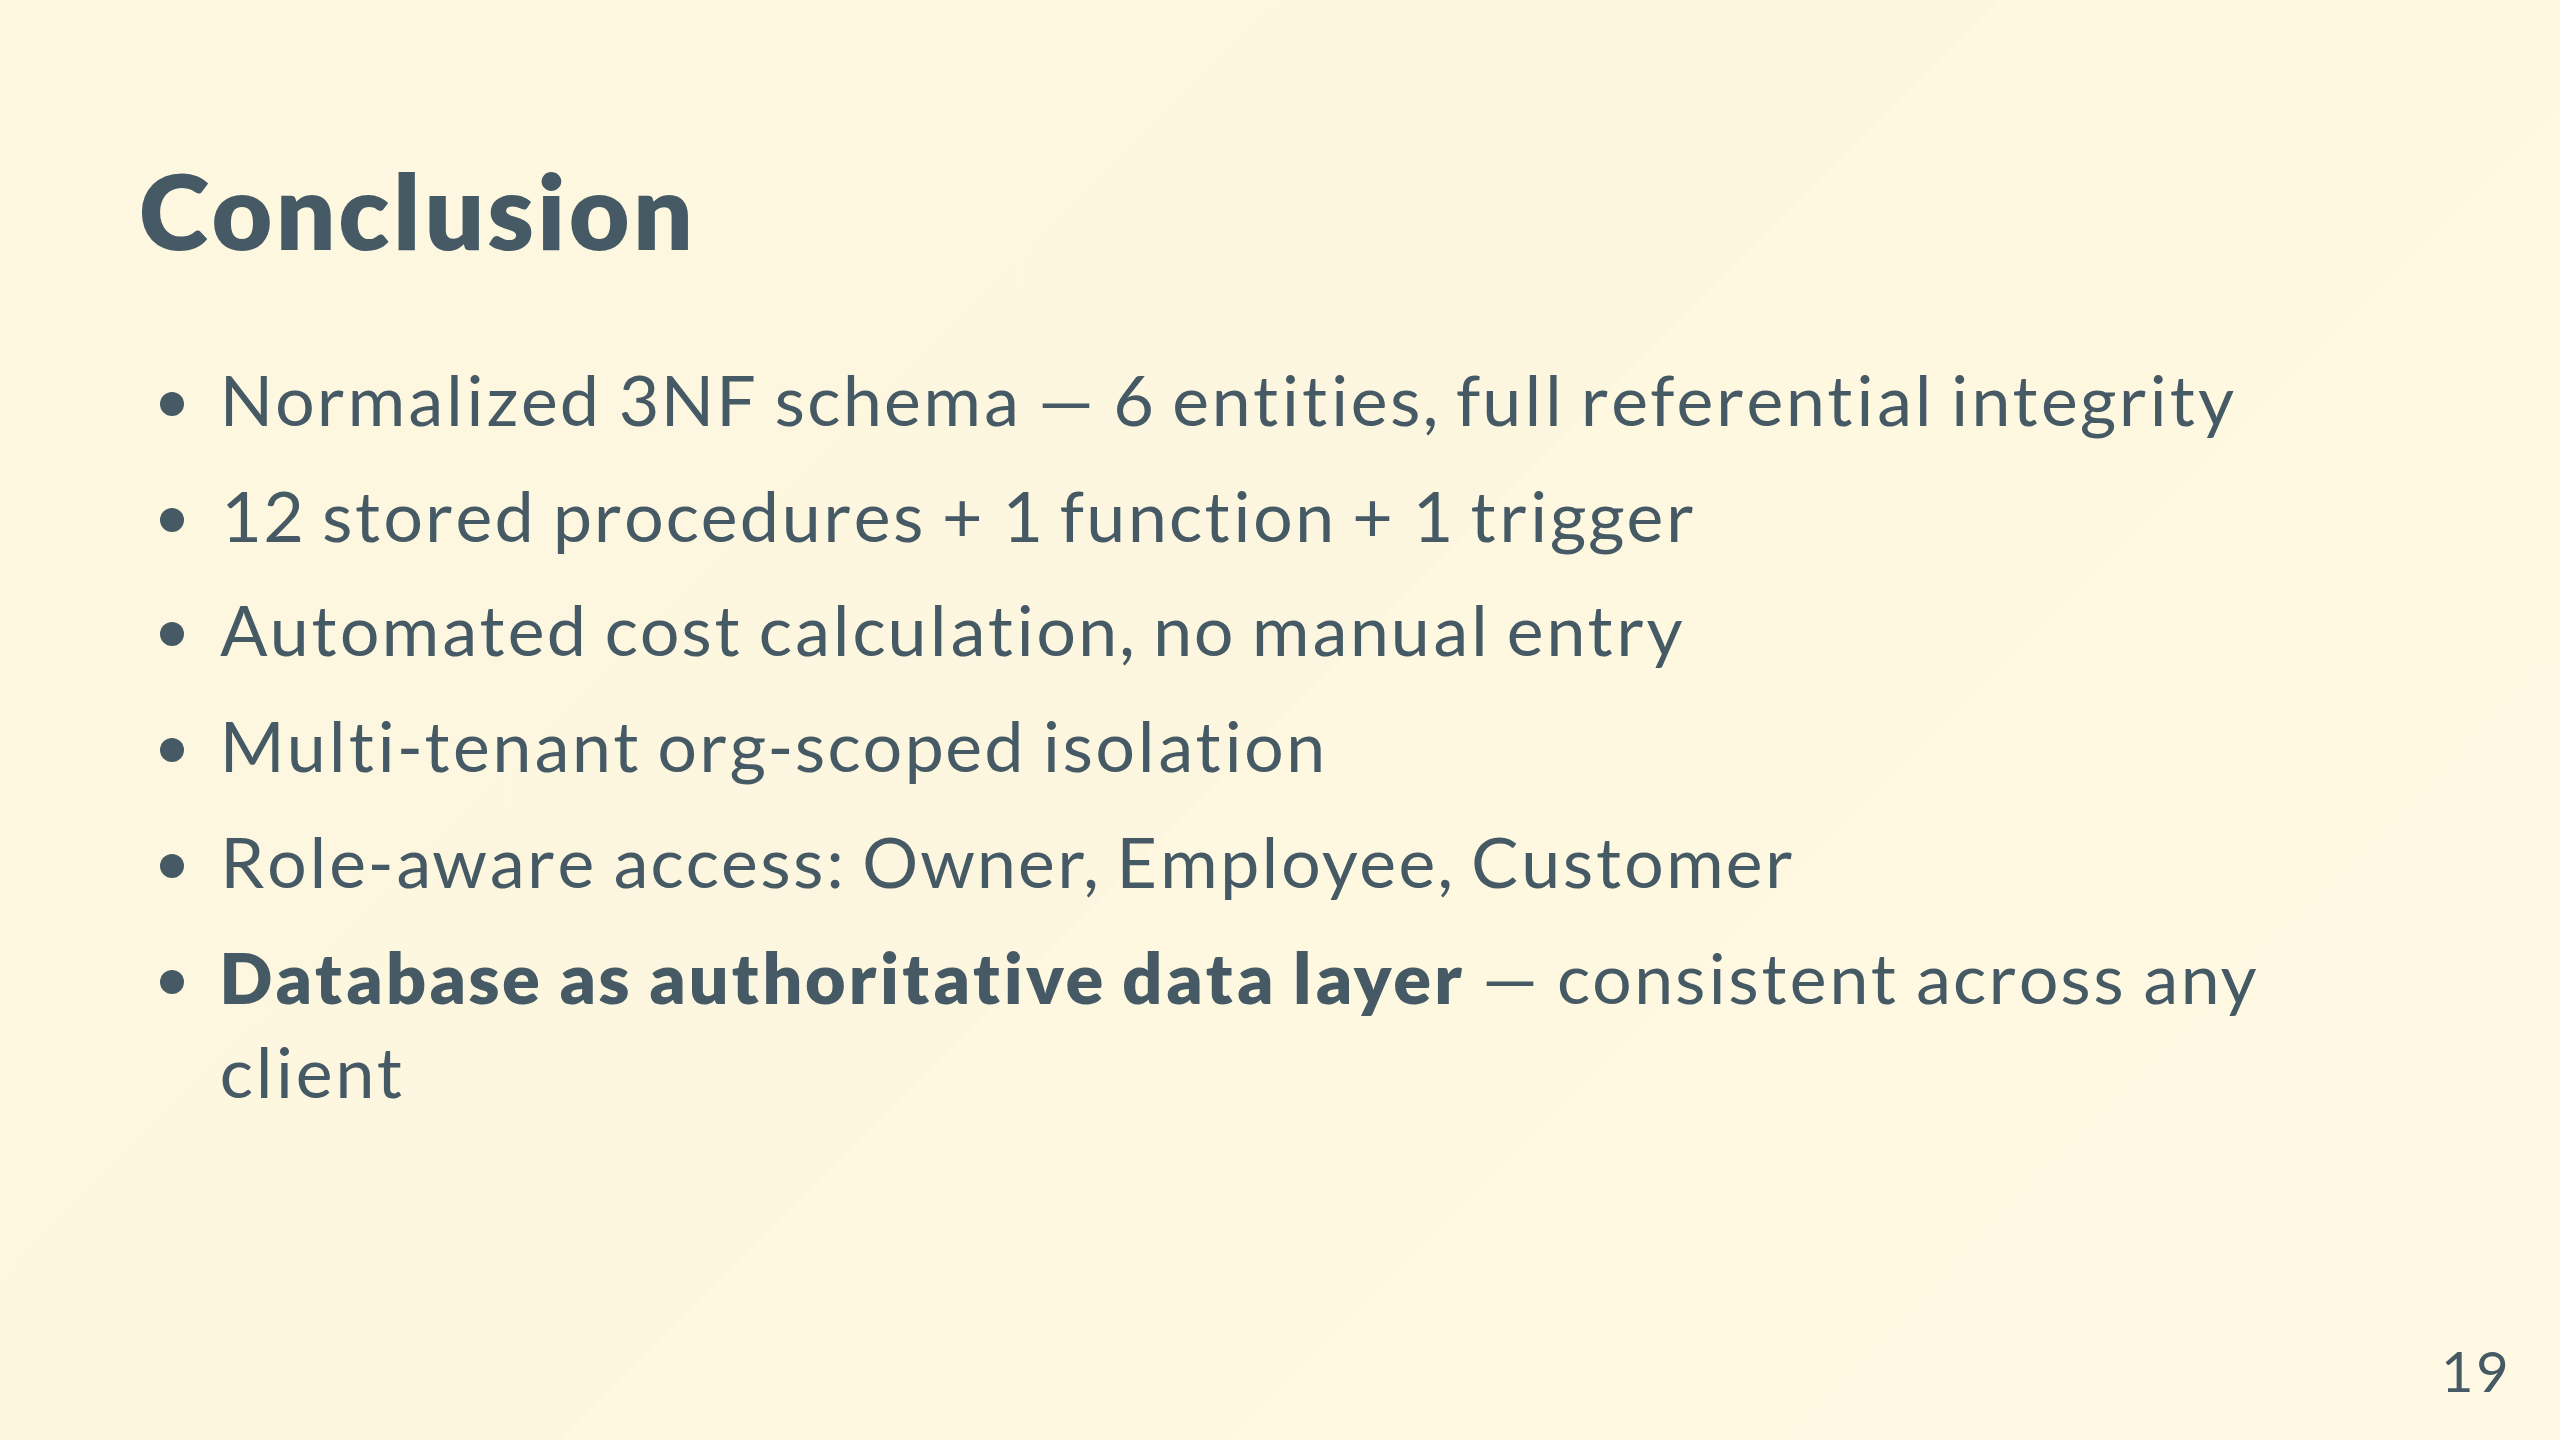 Conclusion
• Normalized 3NF schema — 6 entities, full referential integrity
• 12 stored procedures + 1 function + 1 trigger
• Automated cost calculation, no manual entry
• Multi-tenant org-scoped isolation
• Role-aware access: Owner, Employee, Customer
• Database as authoritative data layer — consistent across any
client
19